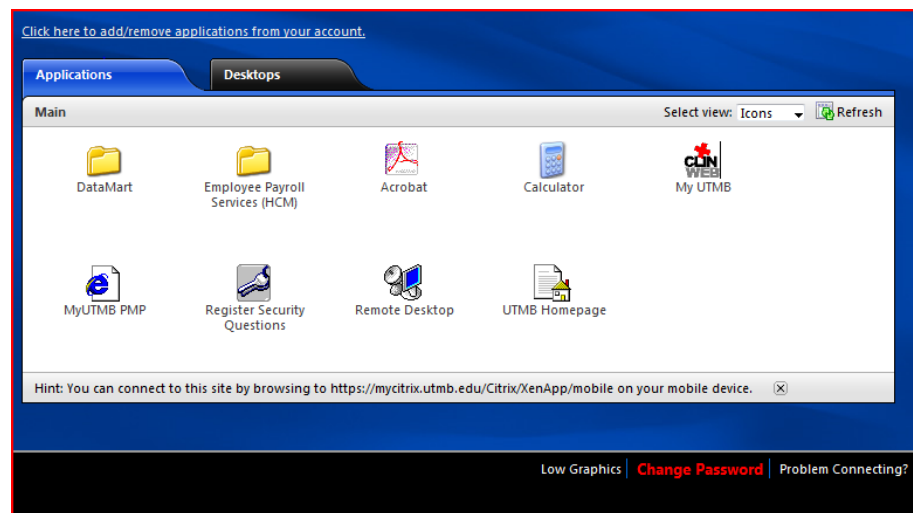 Click here to add/remove applications from your account.
Applications
Desktops
Main
Select view: Icons
Refresh
DataMart
Employee Payroll
Services (HCM)
Acrobat
Calculator
CLIN
WEB
My UTMB
MyUTMB PMP
Register Security
Questions
Remote Desktop
UTMB Homepage
Hint: You can connect to this site by browsing to https://mycitrix.utmb.edu/Citrix/XenApp/mobile on your mobile device.
Low Graphics
Change Password
Problem Connecting?